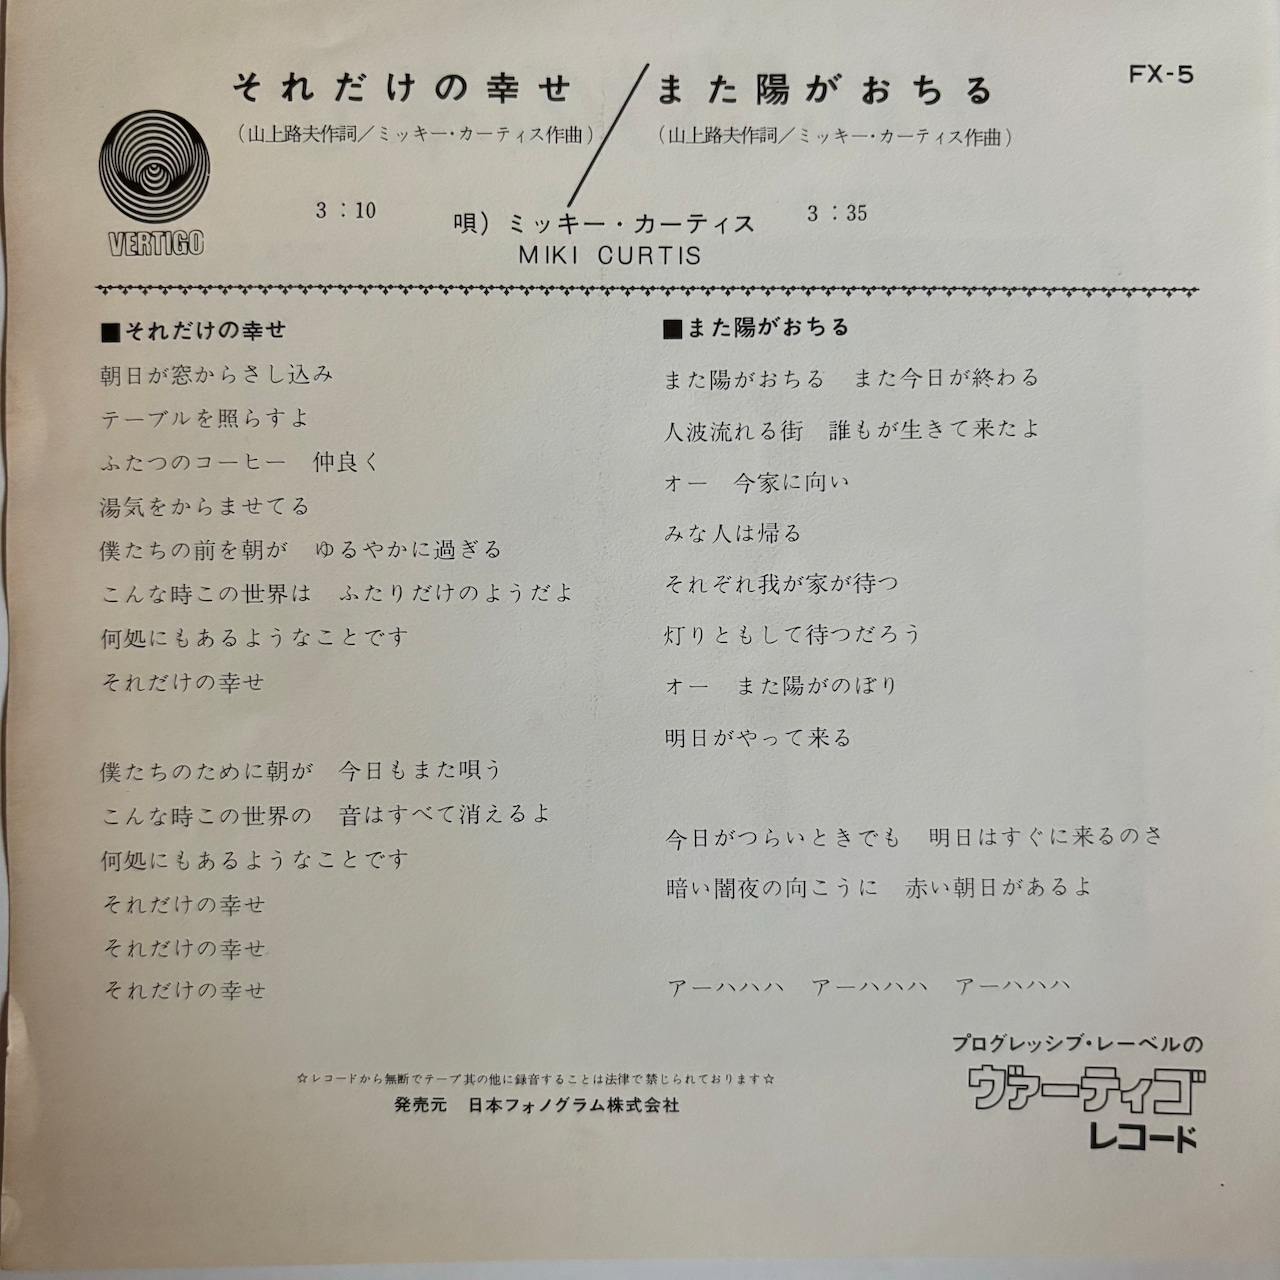 それだけの幸せ／また陽がおちる
FX-5
（山上路夫作詞／ミッキー・カーティス作曲）
（山上路夫作詞／ミッキー・カーティス作曲）
3：10
3：35
唄）ミッキー・カーティス
MIKI CURTIS
VERTIGO
■それだけの幸せ
朝日が窓からさし込み
テーブルを照らすよ
ふたつのコーヒー　仲良く
湯気をからませてる
僕たちの前を朝が　ゆるやかに過ぎる
こんな時この世界は　ふたりだけのようだよ
何処にもあるようなことです
それだけの幸せ
僕たちのために朝が　今日もまた唄う
こんな時この世界の　音はすべて消えるよ
何処にもあるようなことです
それだけの幸せ
それだけの幸せ
それだけの幸せ
■また陽がおちる
また陽がおちる　また今日が終わる
人波流れる街　誰もが生きて来たよ
オー　今家に向い
みな人は帰る
それぞれ我が家が待つ
灯りともして待つだろう
オー　また陽がのぼり
明日がやって来る
今日がつらいときでも　明日はすぐに来るのさ
暗い闇夜の向こうに　赤い朝日があるよ
アーハハハ　アーハハハ　アーハハハ
☆レコードから無断でテープ其の他に録音することは法律で禁じられております☆
発売元　日本フォノグラム株式会社
プログレッシブ・レーベルの
ヴァーティゴ
レコード